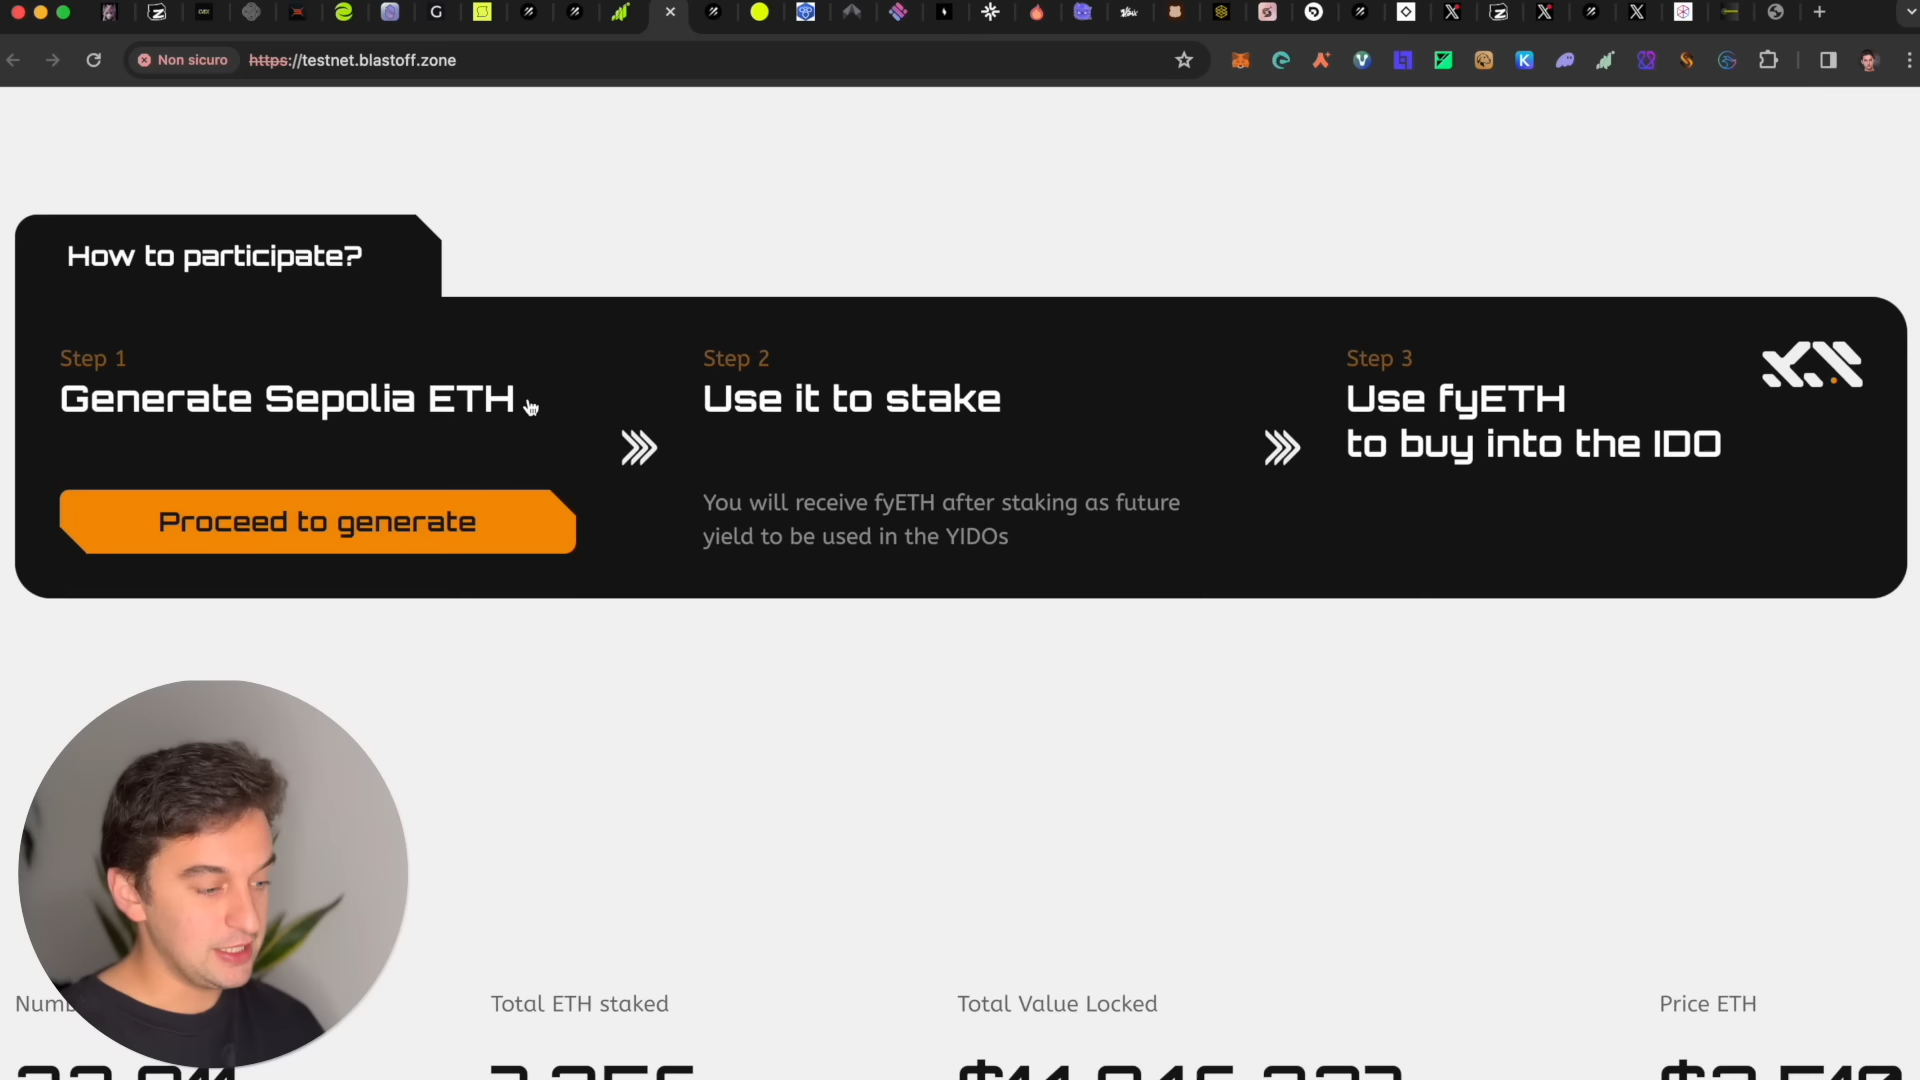 Non sicuro
https://testnet.blastoff.zone
How to participate?
Step 1
Generate Sepolia ETH
Proceed to generate
Step 2
Use it to stake
You will receive fyETH after staking as future
yield to be used in the YIDOs
Step 3
Use fyETH
to buy into the IDO
Total ETH staked
Total Value Locked
Price ETH